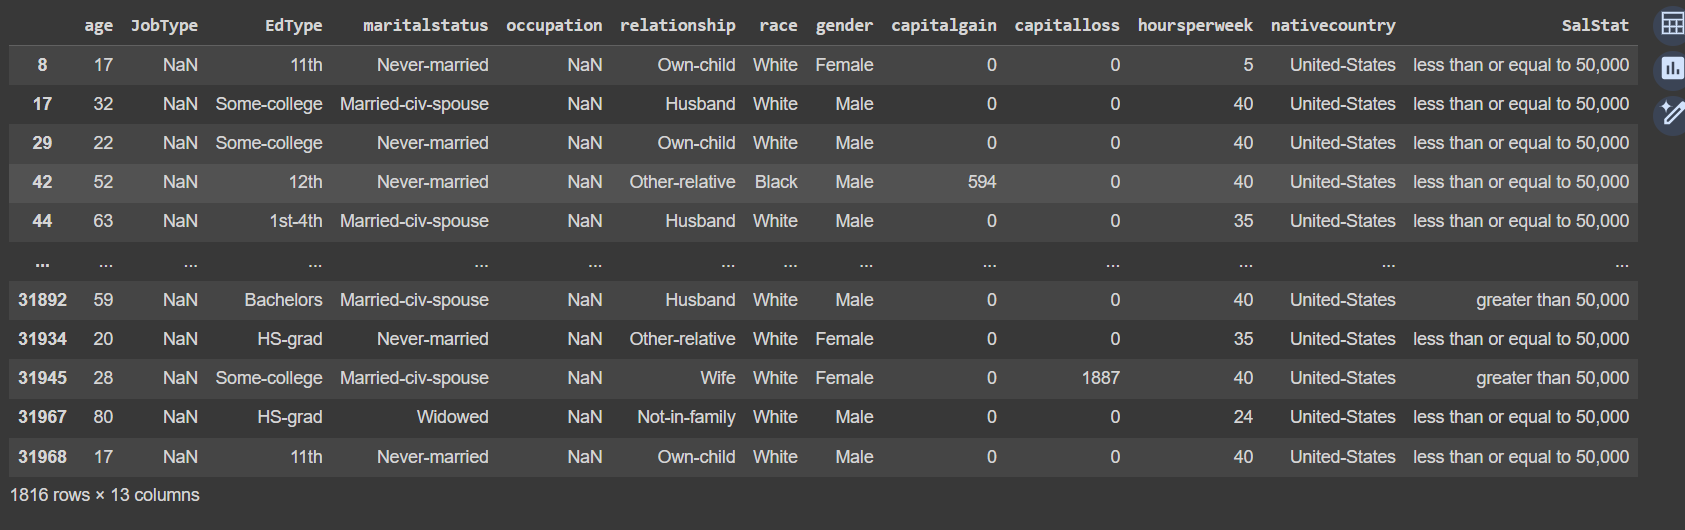 age JobType EdType maritalstatus occupation relationship race gender capitalgain capitalloss hoursperweek nativecountry SalStat
8 17 NaN 11th Never-married NaN Own-child White Female 0 0 5 United-States less than or equal to 50,000
17 32 NaN Some-college Married-civ-spouse NaN Husband White Male 0 0 40 United-States less than or equal to 50,000
29 22 NaN Some-college Never-married NaN Own-child White Male 0 0 40 United-States less than or equal to 50,000
42 52 NaN 12th Never-married NaN Other-relative Black Male 594 0 40 United-States less than or equal to 50,000
44 63 NaN 1st-4th Married-civ-spouse NaN Husband White Male 0 0 35 United-States less than or equal to 50,000
... ... ... ... ... ... ... ... ... ... ... ... ... ...
31892 59 NaN Bachelors Married-civ-spouse NaN Husband White Male 0 0 40 United-States greater than 50,000
31934 20 NaN HS-grad Never-married NaN Other-relative White Female 0 0 35 United-States less than or equal to 50,000
31945 28 NaN Some-college Married-civ-spouse NaN Wife White Female 0 1887 40 United-States greater than 50,000
31967 80 NaN HS-grad Widowed NaN Not-in-family White Male 0 0 24 United-States less than or equal to 50,000
31968 17 NaN 11th Never-married NaN Own-child White Male 0 0 40 United-States less than or equal to 50,000
1816 rows × 13 columns